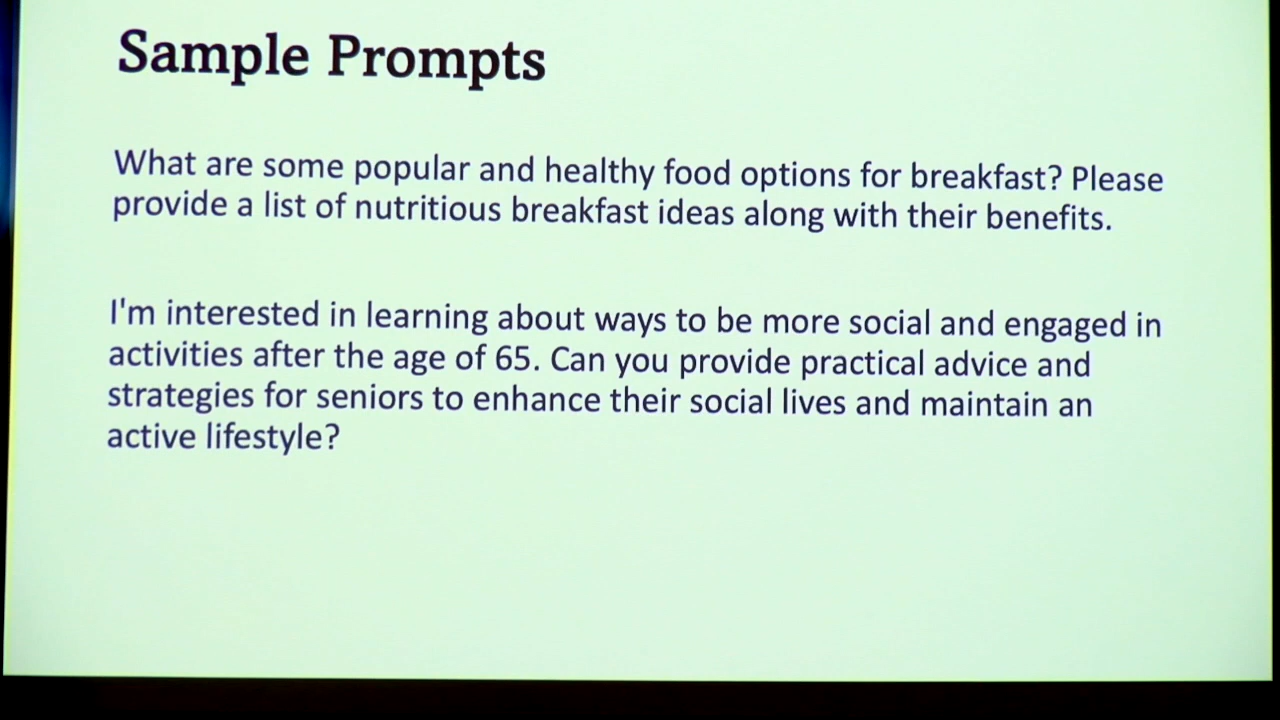 Sample Prompts
What are some popular and healthy food options for breakfast? Please
provide a list of nutritious breakfast ideas along with their benefits.
I'm interested in learning about ways to be more social and engaged in
activities after the age of 65. Can you provide practical advice and
strategies for seniors to enhance their social lives and maintain an
active lifestyle?